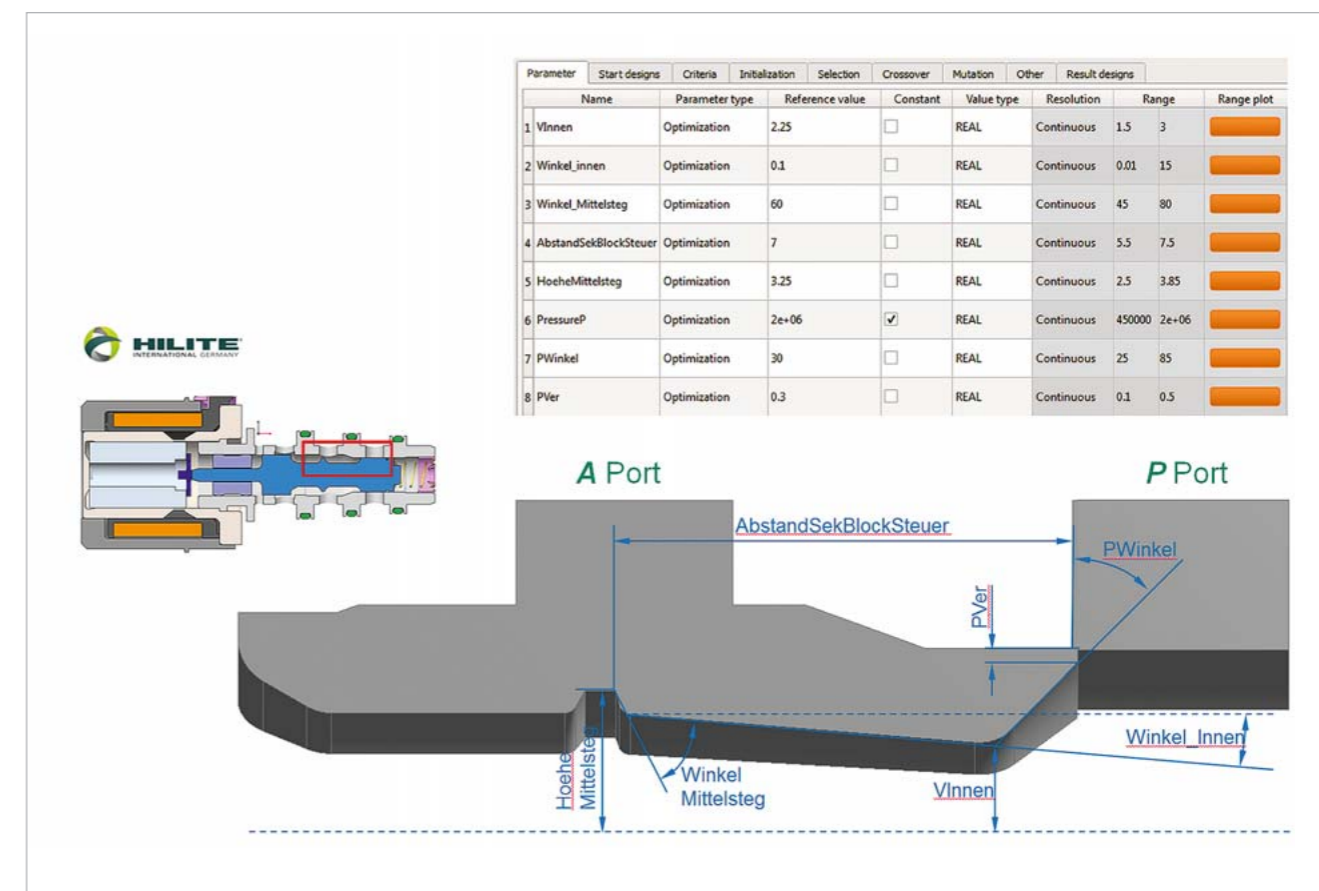 Parameter Start designs Criteria Initialization Selection Crossover Mutation Other Result designs
Name Parameter type Reference value Constant Value type Resolution Range Range plot
1 VInnen Optimization 2.25 REAL Continuous 1.5 3
2 Winkel_innen Optimization 0.1 REAL Continuous 0.01 15
3 Winkel_Mittelsteg Optimization 60 REAL Continuous 45 80
4 AbstandSekBlockSteuer Optimization 7 REAL Continuous 5.5 7.5
5 HoeheMittelsteg Optimization 3.25 REAL Continuous 2.5 3.85
6 PressureP Optimization 2e+06 REAL Continuous 450000 2e+06
7 PWinkel Optimization 30 REAL Continuous 25 85
8 PVer Optimization 0.3 REAL Continuous 0.1 0.5
HILITE
INTERNATIONAL GERMANY
A Port
P Port
AbstandSekBlockSteuer
PWinkel
PVer
Winkel_Innen
Hoehe
Mittelsteg
Winkel
Mittelsteg
VInnen